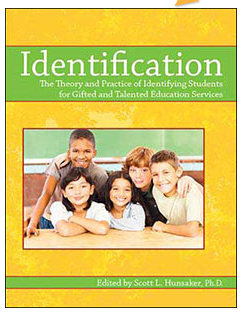 Identification
The Theory and Practice of Identifying Students
for Gifted and Talented Education Services
Edited by Scott L. Hunsaker, Ph.D.